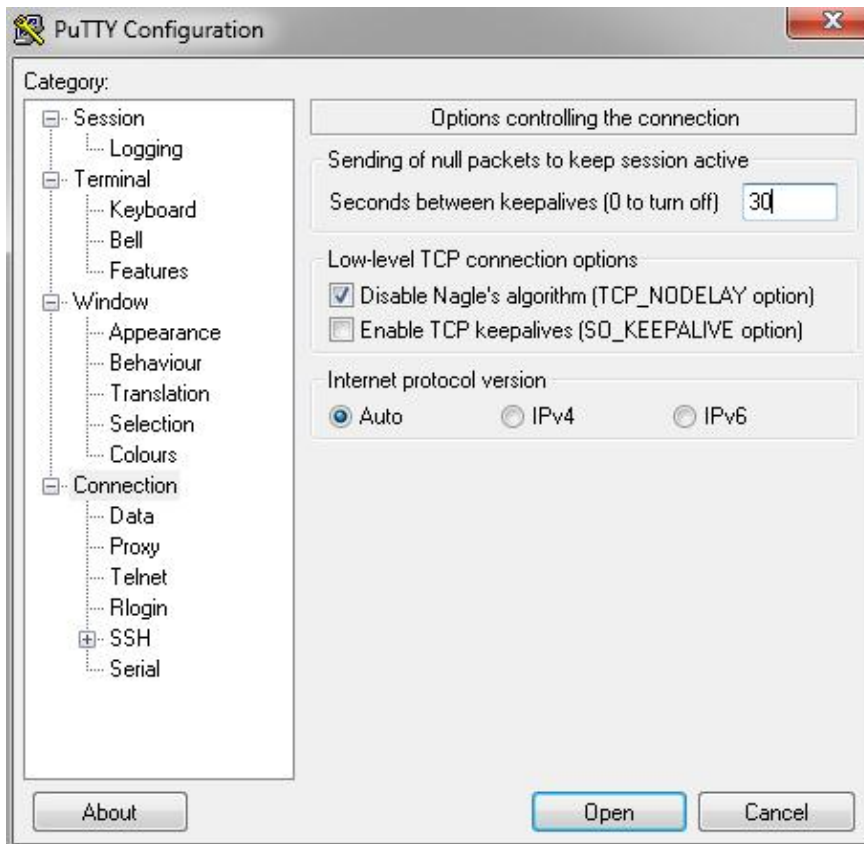 PuTTY Configuration
Category:
Session
Logging
Terminal
Keyboard
Bell
Features
Window
Appearance
Behaviour
Translation
Selection
Colours
Connection
Data
Proxy
Telnet
Rlogin
SSH
Serial
Options controlling the connection
Sending of null packets to keep session active
Seconds between keepalives (0 to turn off) 30
Low-level TCP connection options
Disable Nagle's algorithm (TCP_NODELAY option)
Enable TCP keepalives (SO_KEEPALIVE option)
Internet protocol version
Auto IPv4 IPv6
About Open Cancel